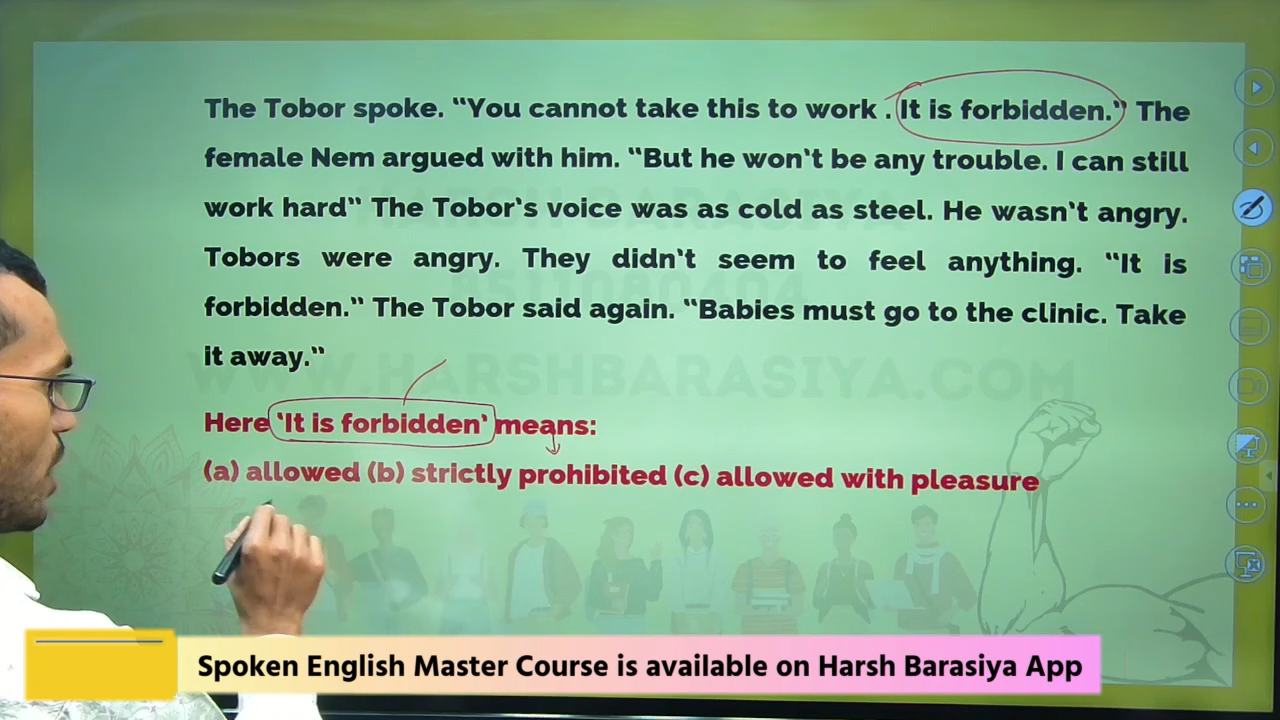 The Tobor spoke. “You cannot take this to work . It is forbidden.” The
female Nem argued with him. “But he won’t be any trouble. I can still
work hard” The Tobor’s voice was as cold as steel. He wasn’t angry.
Tobors were angry. They didn’t seem to feel anything. “It is
forbidden.” The Tobor said again. “Babies must go to the clinic. Take
it away.”
WWW.HARSHBARASIYA.COM
Here ‘It is forbidden’ means:
(a) allowed (b) strictly prohibited (c) allowed with pleasure
Spoken English Master Course is available on Harsh Barasiya App